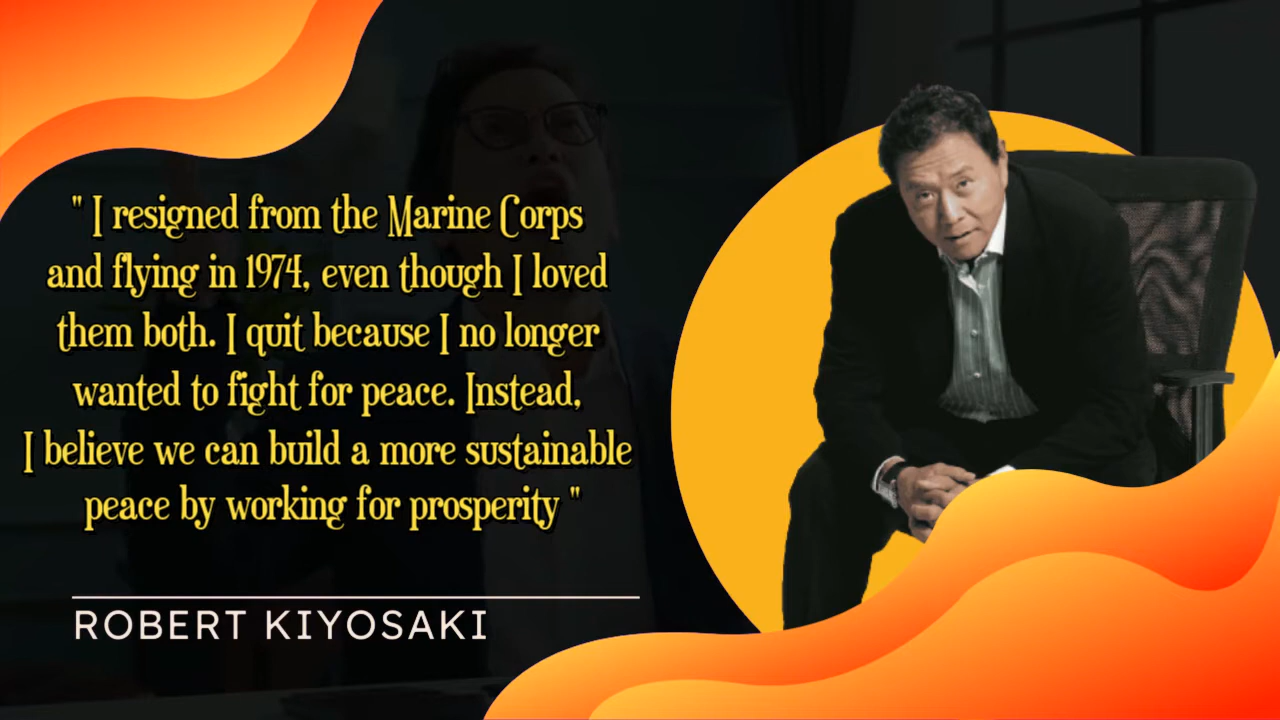 " I resigned from the Marine Corps
and flying in 1974, even though I loved
them both. I quit because I no longer
wanted to fight for peace. Instead,
I believe we can build a more sustainable
peace by working for prosperity "
ROBERT KIYOSAKI